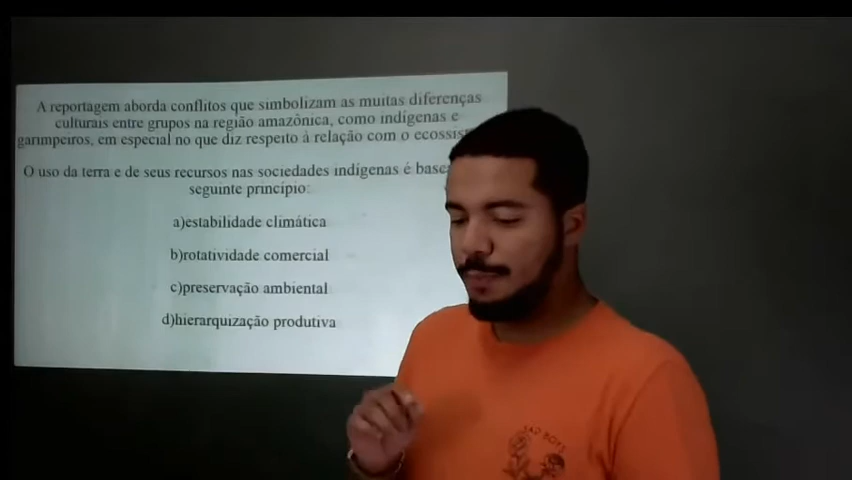 A reportagem aborda conflitos que simbolizam as muitas diferenças
culturais entre grupos na região amazônica, como indígenas e
garimpeiros, em especial no que diz respeito à relação com o
O uso da terra e de seus recursos nas sociedades indígenas é
seguinte princípio:
a)estabilidade climática
b)rotatividade comercial
c)preservação ambiental
d)hierarquização produtiva